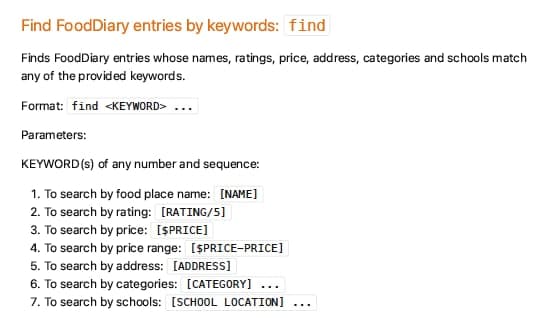 Find FoodDiary entries by keywords: find
Finds FoodDiary entries whose names, ratings, price, address, categories and schools match
any of the provided keywords.
Format: find <KEYWORD> ...
Parameters:
KEYWORD(s) of any number and sequence:
1. To search by food place name: [NAME]
2. To search by rating: [RATING/5]
3. To search by price: [$PRICE]
4. To search by price range: [$PRICE-PRICE]
5. To search by address: [ADDRESS]
6. To search by categories: [CATEGORY] ...
7. To search by schools: [SCHOOL LOCATION] ...